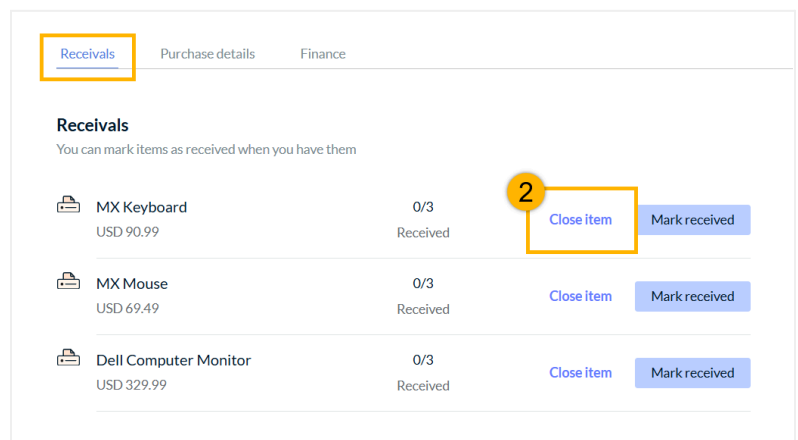 Receivals Purchase details Finance
Receivals
You can mark items as received when you have them
2
MX Keyboard 0/3 Close item Mark received
USD 90.99 Received
MX Mouse 0/3 Close item Mark received
USD 69.49 Received
Dell Computer Monitor 0/3 Close item Mark received
USD 329.99 Received